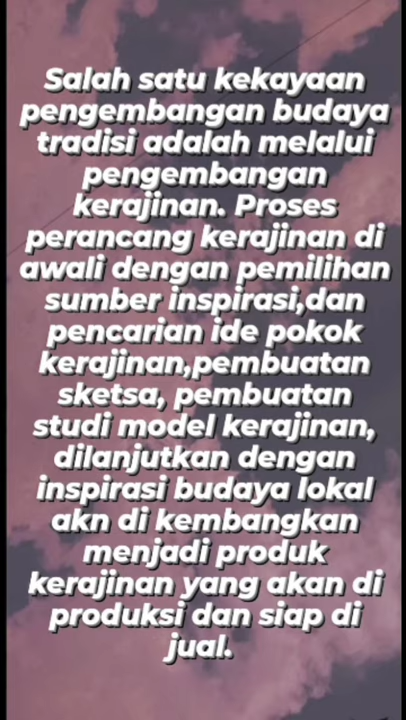 Salah satu kekayaan
pengembangan budaya
tradisi adalah melalui
pengembangan
kerajinan. Proses
perancang kerajinan di
awali dengan pemilihan
sumber inspirasi,dan
pencarian ide pokok
kerajinan,pembuatan
sketsa, pembuatan
studi model kerajinan,
dilanjutkan dengan
inspirasi budaya lokal
akn di kembangkan
menjadi produk
kerajinan yang akan di
produksi dan siap di
jual.